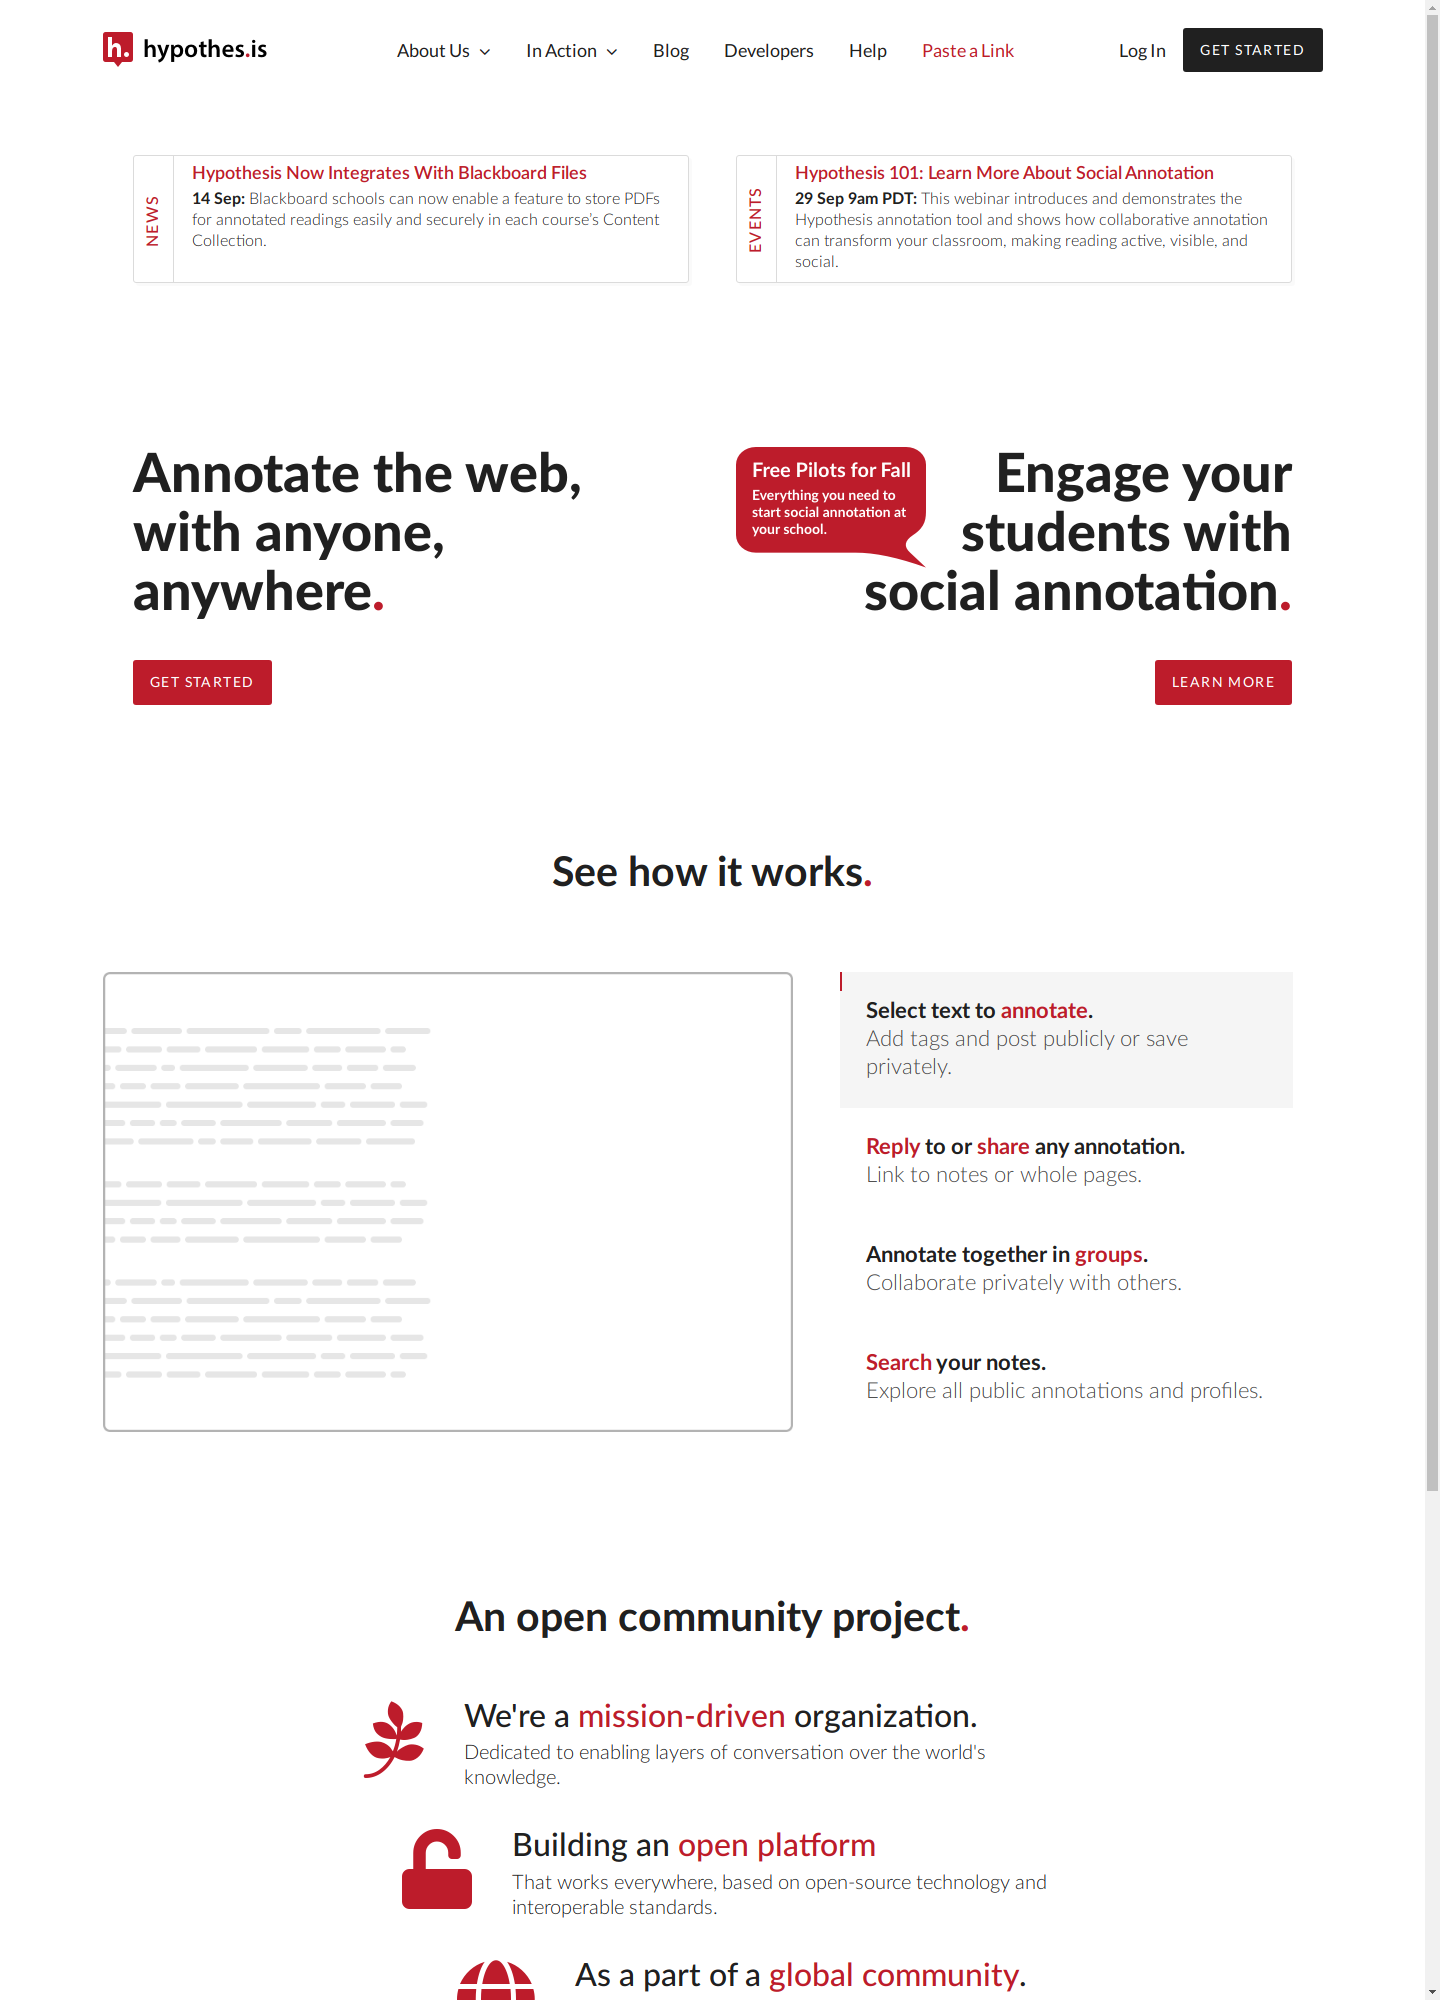 h. hypothes.is
About Us In Action Blog Developers Help Paste a Link Log In GET STARTED
NEWS
Hypothesis Now Integrates With Blackboard Files
14 Sep: Blackboard schools can now enable a feature to store PDFs
for annotated readings easily and securely in each course’s Content
Collection.
EVENTS
Hypothesis 101: Learn More About Social Annotation
29 Sep 9am PDT: This webinar introduces and demonstrates the
Hypothesis annotation tool and shows how collaborative annotation
can transform your classroom, making reading active, visible, and
social.
Annotate the web,
with anyone,
anywhere.
GET STARTED
Free Pilots for Fall
Everything you need to
start social annotation at
your school.
Engage your
students with
social annotation.
LEARN MORE
See how it works.
Select text to annotate.
Add tags and post publicly or save
privately.
Reply to or share any annotation.
Link to notes or whole pages.
Annotate together in groups.
Collaborate privately with others.
Search your notes.
Explore all public annotations and profiles.
An open community project.
We're a mission-driven organization.
Dedicated to enabling layers of conversation over the world's
knowledge.
Building an open platform
That works everywhere, based on open-source technology and
interoperable standards.
As a part of a global community.